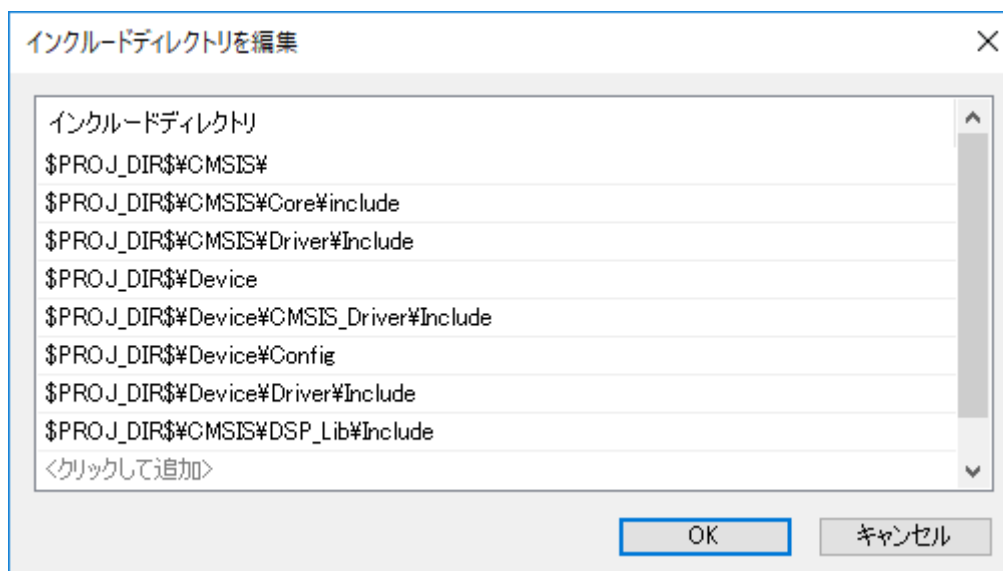 インクルードディレクトリを編集
インクルードディレクトリ
$PROJ_DIR$¥CMSIS¥
$PROJ_DIR$¥CMSIS¥Core¥include
$PROJ_DIR$¥CMSIS¥Driver¥Include
$PROJ_DIR$¥Device
$PROJ_DIR$¥Device¥CMSIS_Driver¥Include
$PROJ_DIR$¥Device¥Config
$PROJ_DIR$¥Device¥Driver¥Include
$PROJ_DIR$¥CMSIS¥DSP_Lib¥Include
<クリックして追加>
OK キャンセル